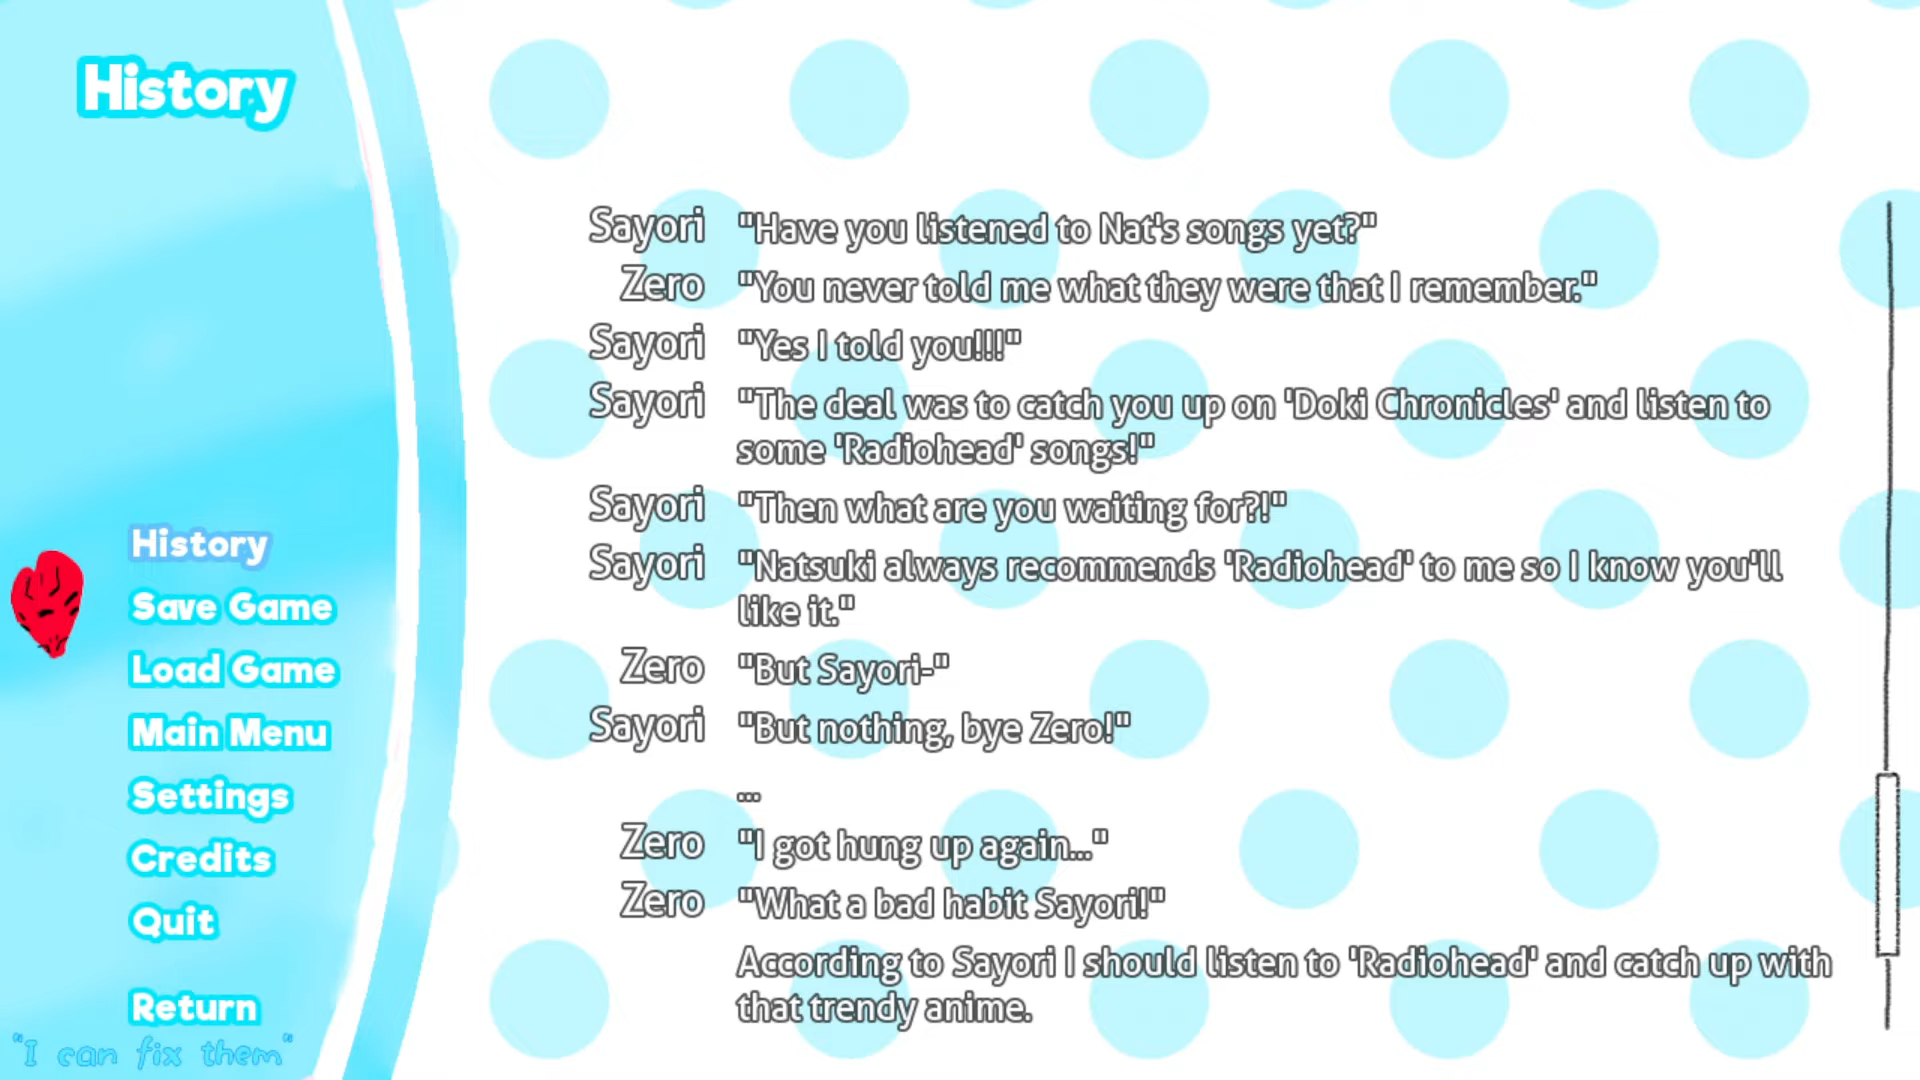 History
Sayori "Have you listened to Nat's songs yet?"
Zero "You never told me what they were that I remember."
Sayori "Yes I told you!!!"
Sayori "The deal was to catch you up on 'Doki Chronicles' and listen to
some 'Radiohead' songs!"
Sayori "Then what are you waiting for?!"
Sayori "Natsuki always recommends 'Radiohead' to me so I know you'll
like it."
Zero "But Sayori-"
Sayori "But nothing, bye Zero!"
...
Zero "I got hung up again..."
Zero "What a bad habit Sayori!"
According to Sayori I should listen to 'Radiohead' and catch up with
that trendy anime.
History
Save Game
Load Game
Main Menu
Settings
Credits
Quit
Return
"I can fix them"